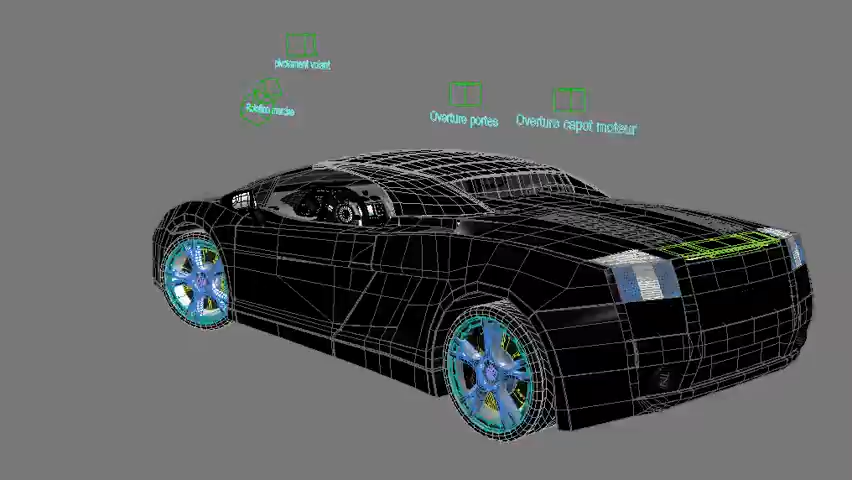 pivotement volant
Overture portes
Overture capot moteur